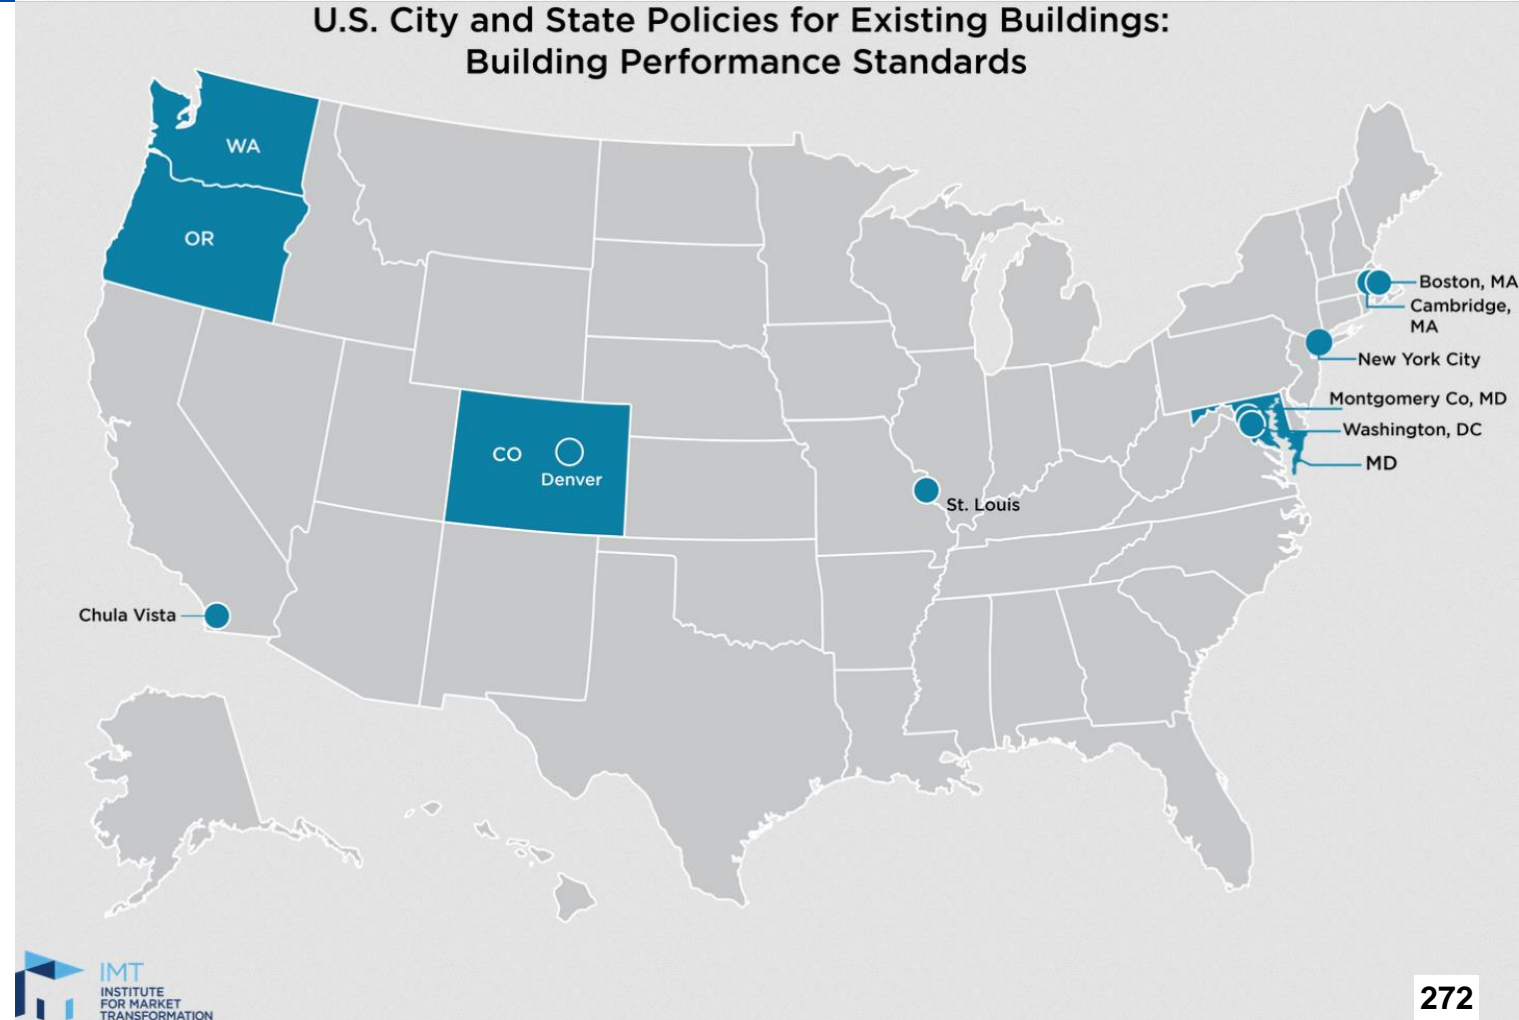 U.S. City and State Policies for Existing Buildings:
Building Performance Standards
WA
OR
Boston, MA
Cambridge,
MA
New York City
Montgomery Co, MD
Washington, DC
MD
CO
Denver
St. Louis
Chula Vista
IMT
INSTITUTE
FOR MARKET
TRANSFORMATION
272